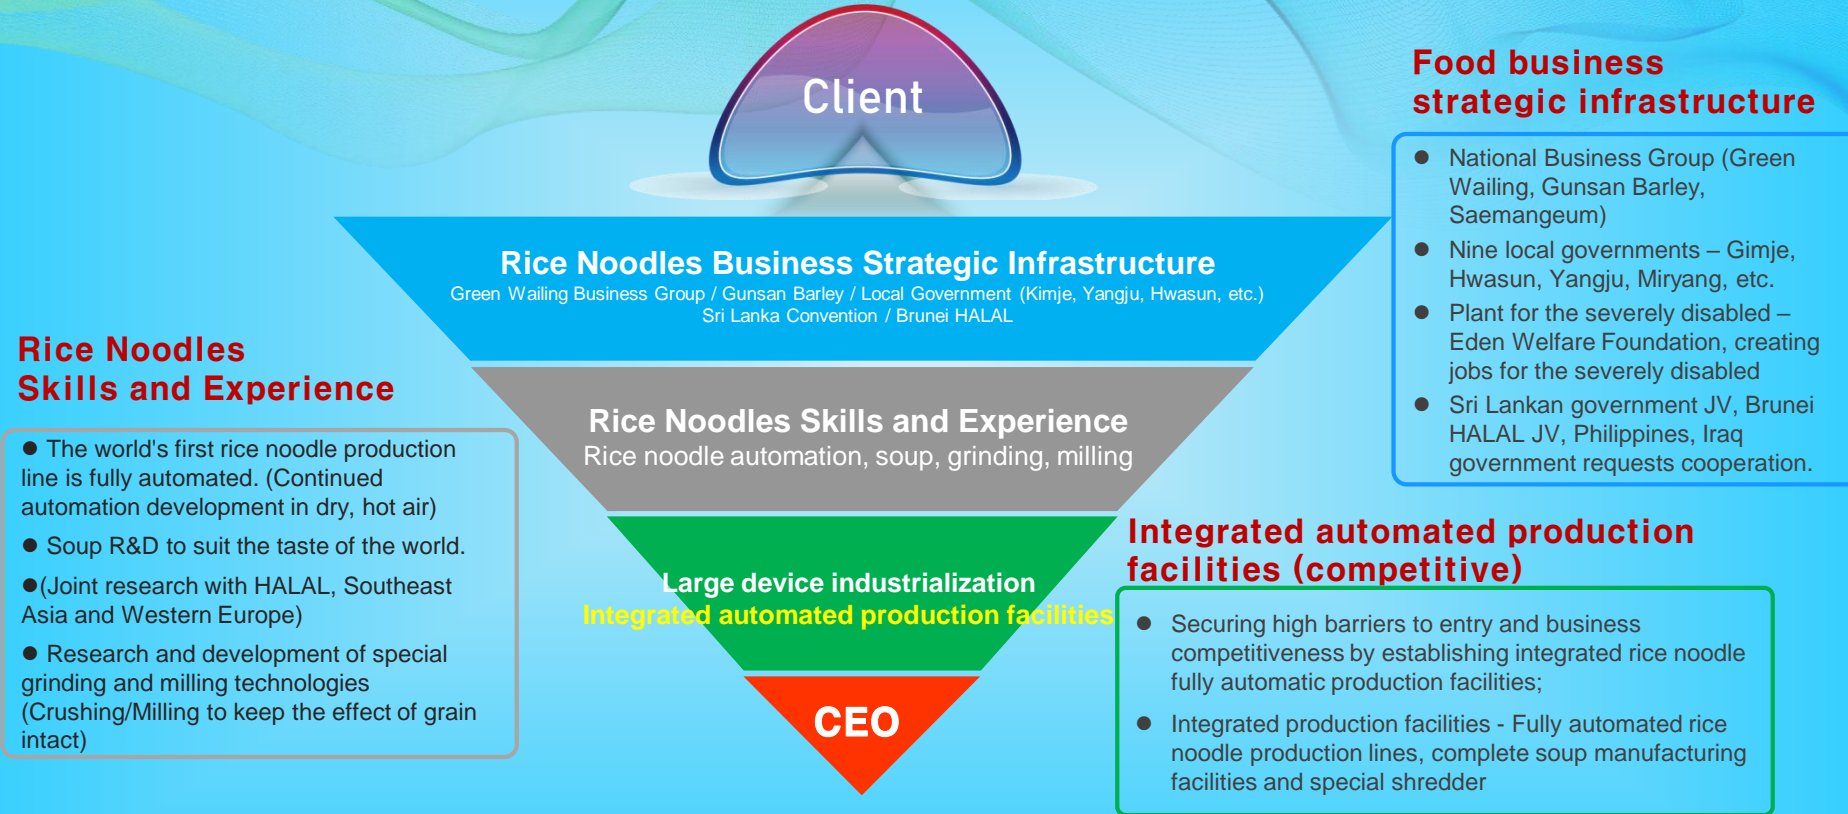 Client
Food business
strategic infrastructure
● National Business Group (Green
Wailing, Gunsan Barley,
Saemangeum)
● Nine local governments – Gimje,
Hwasun, Yangju, Miryang, etc.
● Plant for the severely disabled –
Eden Welfare Foundation, creating
jobs for the severely disabled
● Sri Lankan government JV, Brunei
HALAL JV, Philippines, Iraq
government requests cooperation.
Rice Noodles Business Strategic Infrastructure
Green Wailing Business Group / Gunsan Barley / Local Government (Kimje, Yangju, Hwasun, etc.)
Sri Lanka Convention / Brunei HALAL
Rice Noodles
Skills and Experience
● The world's first rice noodle production
line is fully automated. (Continued
automation development in dry, hot air)
● Soup R&D to suit the taste of the world.
●(Joint research with HALAL, Southeast
Asia and Western Europe)
● Research and development of special
grinding and milling technologies
(Crushing/Milling to keep the effect of grain
intact)
Rice Noodles Skills and Experience
Rice noodle automation, soup, grinding, milling
Large device industrialization
Integrated automated production facilities
CEO
Integrated automated production
facilities (competitive)
● Securing high barriers to entry and business
competitiveness by establishing integrated rice noodle
fully automatic production facilities;
● Integrated production facilities - Fully automated rice
noodle production lines, complete soup manufacturing
facilities and special shredder